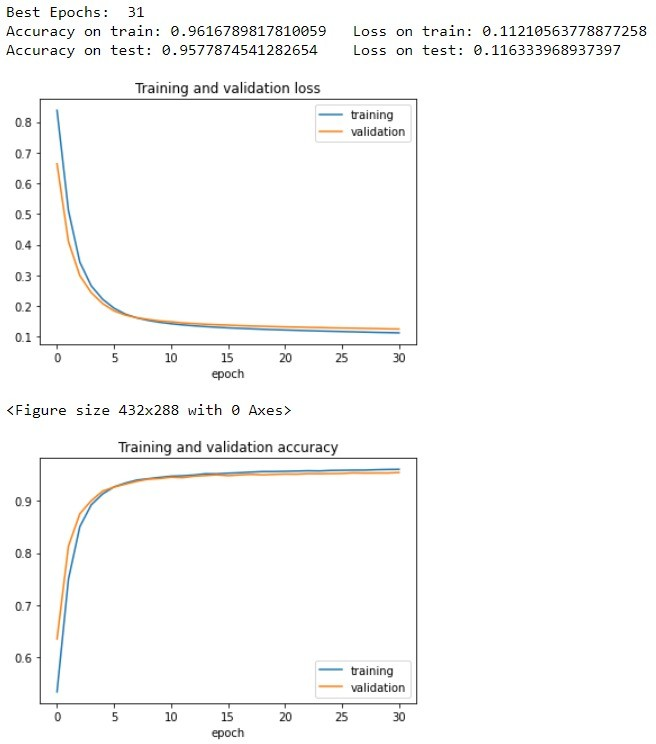 Best Epochs:  31
Accuracy on train: 0.9616789817810059   Loss on train: 0.11210563778877258
Accuracy on test: 0.9577874541282654    Loss on test: 0.116333968937397
Training and validation loss
training
validation
0.8
0.7
0.6
0.5
0.4
0.3
0.2
0.1
0 5 10 15 20 25 30
epoch
<Figure size 432x288 with 0 Axes>
Training and validation accuracy
0.9
0.8
0.7
0.6
training
validation
0 5 10 15 20 25 30
epoch